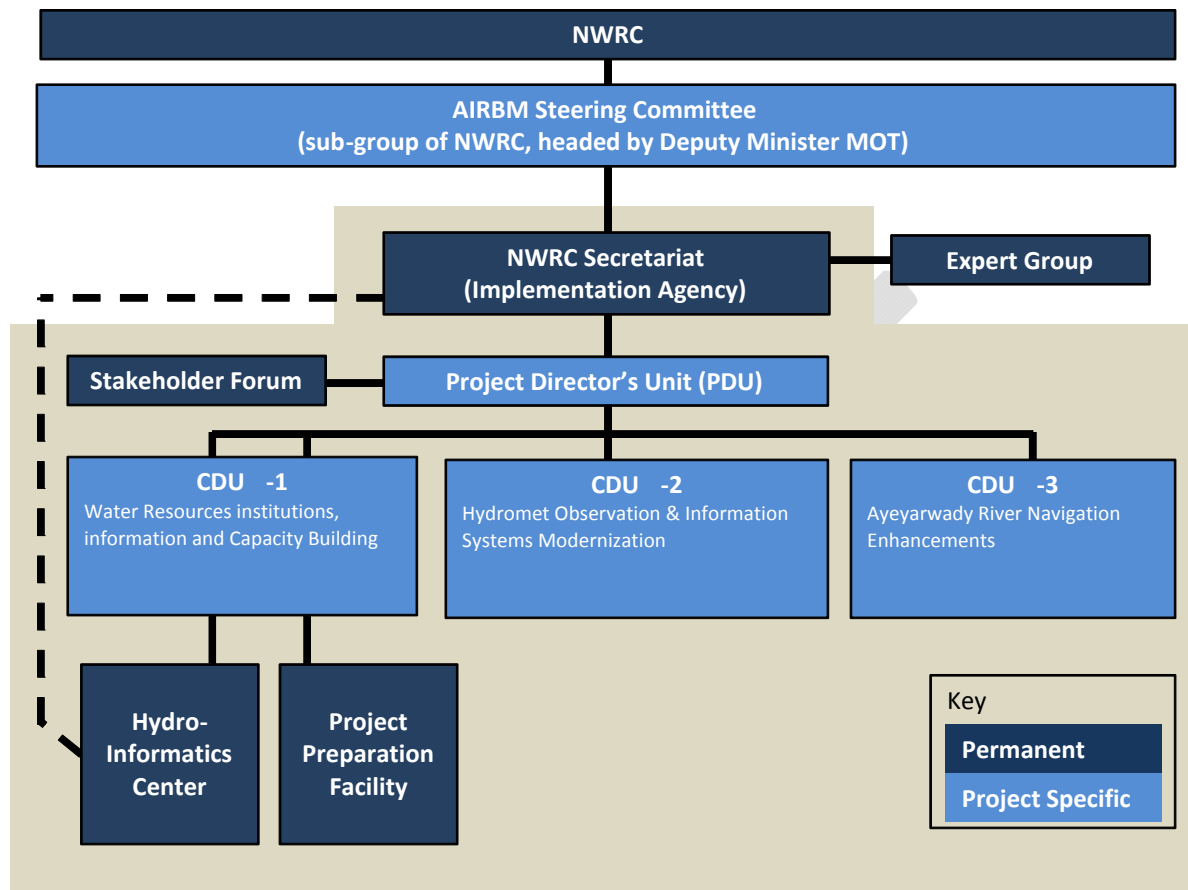 NWRC
AIRBM Steering Committee
(sub-group of NWRC, headed by Deputy Minister MOT)
NWRC Secretariat
(Implementation Agency)
Expert Group
Stakeholder Forum
Project Director’s Unit (PDU)
CDU -1
Water Resources institutions,
information and Capacity Building
CDU -2
Hydromet Observation & Information
Systems Modernization
CDU -3
Ayeyarwady River Navigation
Enhancements
Hydro-
Informatics
Center
Project
Preparation
Facility
Key
Permanent
Project Specific